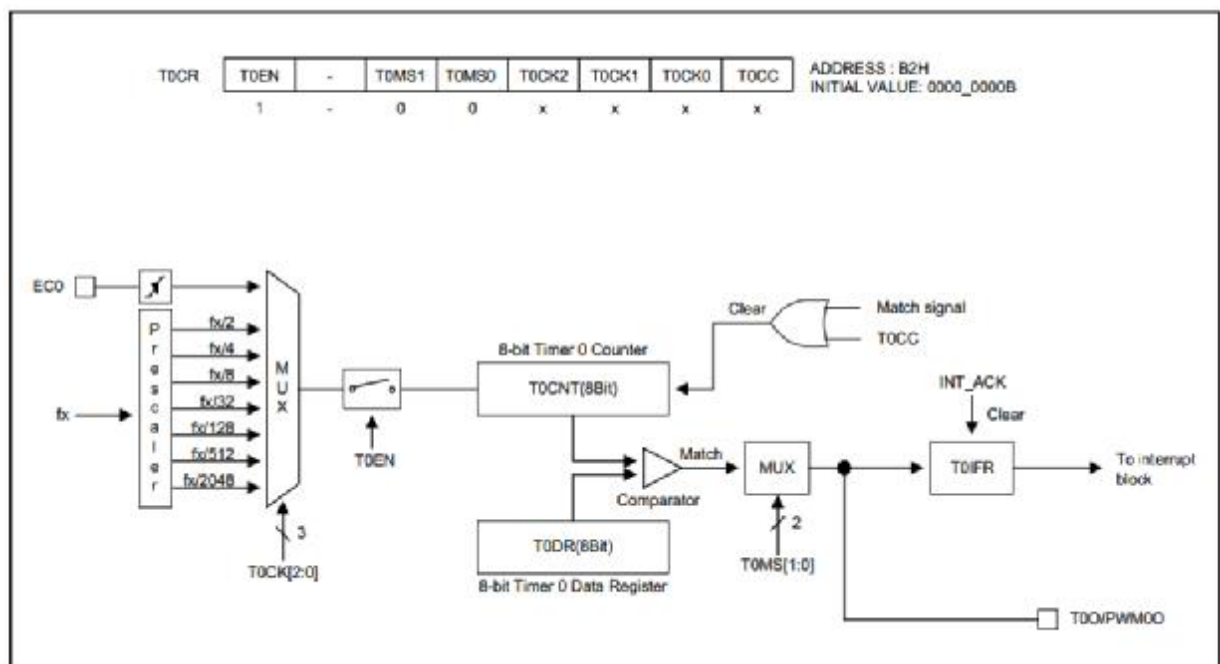 T0CR T0EN - T0MS1 T0MS0 T0CK2 T0CK1 T0CK0 T0CC ADDRESS : B2H
INITIAL VALUE: 0000_0000B
1 - 0 0 x x x x
EC0
Prescaler
fx
fx/2
fx/4
fx/8
fx/32
fx/128
fx/512
fx/2048
MUX
3
T0CK[2:0]
T0EN
Clear
Match signal
T0CC
8-bit Timer 0 Counter
T0CNT(8Bit)
Match
Comparator
T0DR(8Bit)
8-bit Timer 0 Data Register
MUX
2
T0MS[1:0]
INT_ACK
Clear
T0IFR
To interrupt
block
T0O/PWM0O